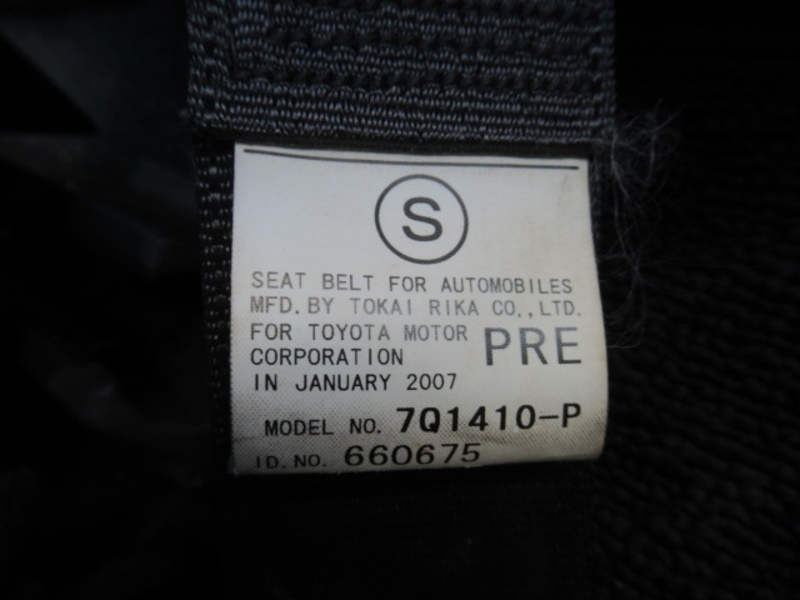 S
SEAT BELT FOR AUTOMOBILES
MFD. BY TOKAI RIKA CO., LTD.
FOR TOYOTA MOTOR
CORPORATION
PRE
IN JANUARY 2007
MODEL NO. 7Q1410-P
ID. NO. 660675